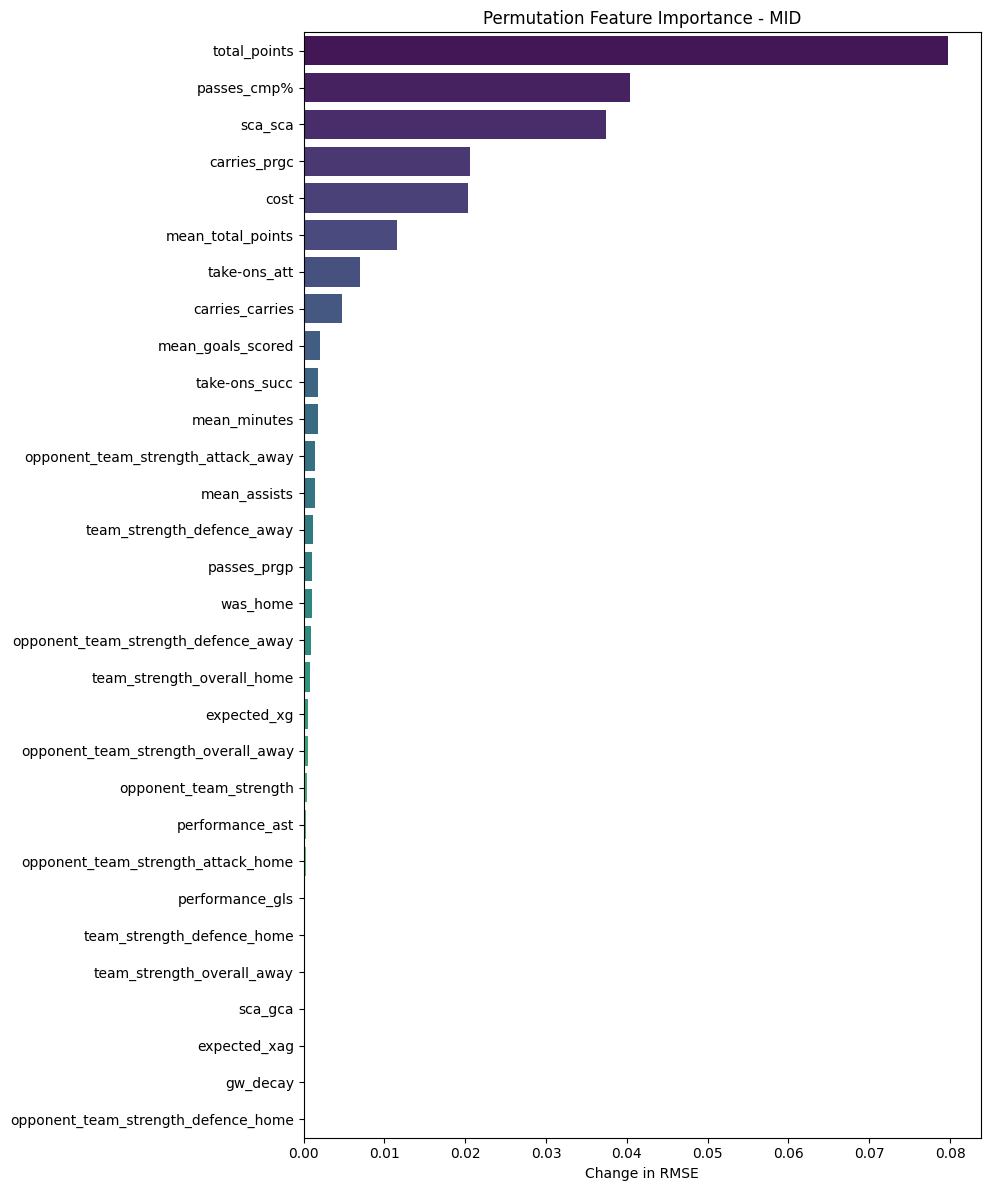 Permutation Feature Importance - MID
total_points
passes_cmp%
sca_sca
carries_prgc
cost
mean_total_points
take-ons_att
carries_carries
mean_goals_scored
take-ons_succ
mean_minutes
opponent_team_strength_attack_away
mean_assists
team_strength_defence_away
passes_prgp
was_home
opponent_team_strength_defence_away
team_strength_overall_home
expected_xg
opponent_team_strength_overall_away
opponent_team_strength
performance_ast
opponent_team_strength_attack_home
performance_gls
team_strength_defence_home
team_strength_overall_away
sca_gca
expected_xag
gw_decay
opponent_team_strength_defence_home
0.00 0.01 0.02 0.03 0.04 0.05 0.06 0.07 0.08
Change in RMSE